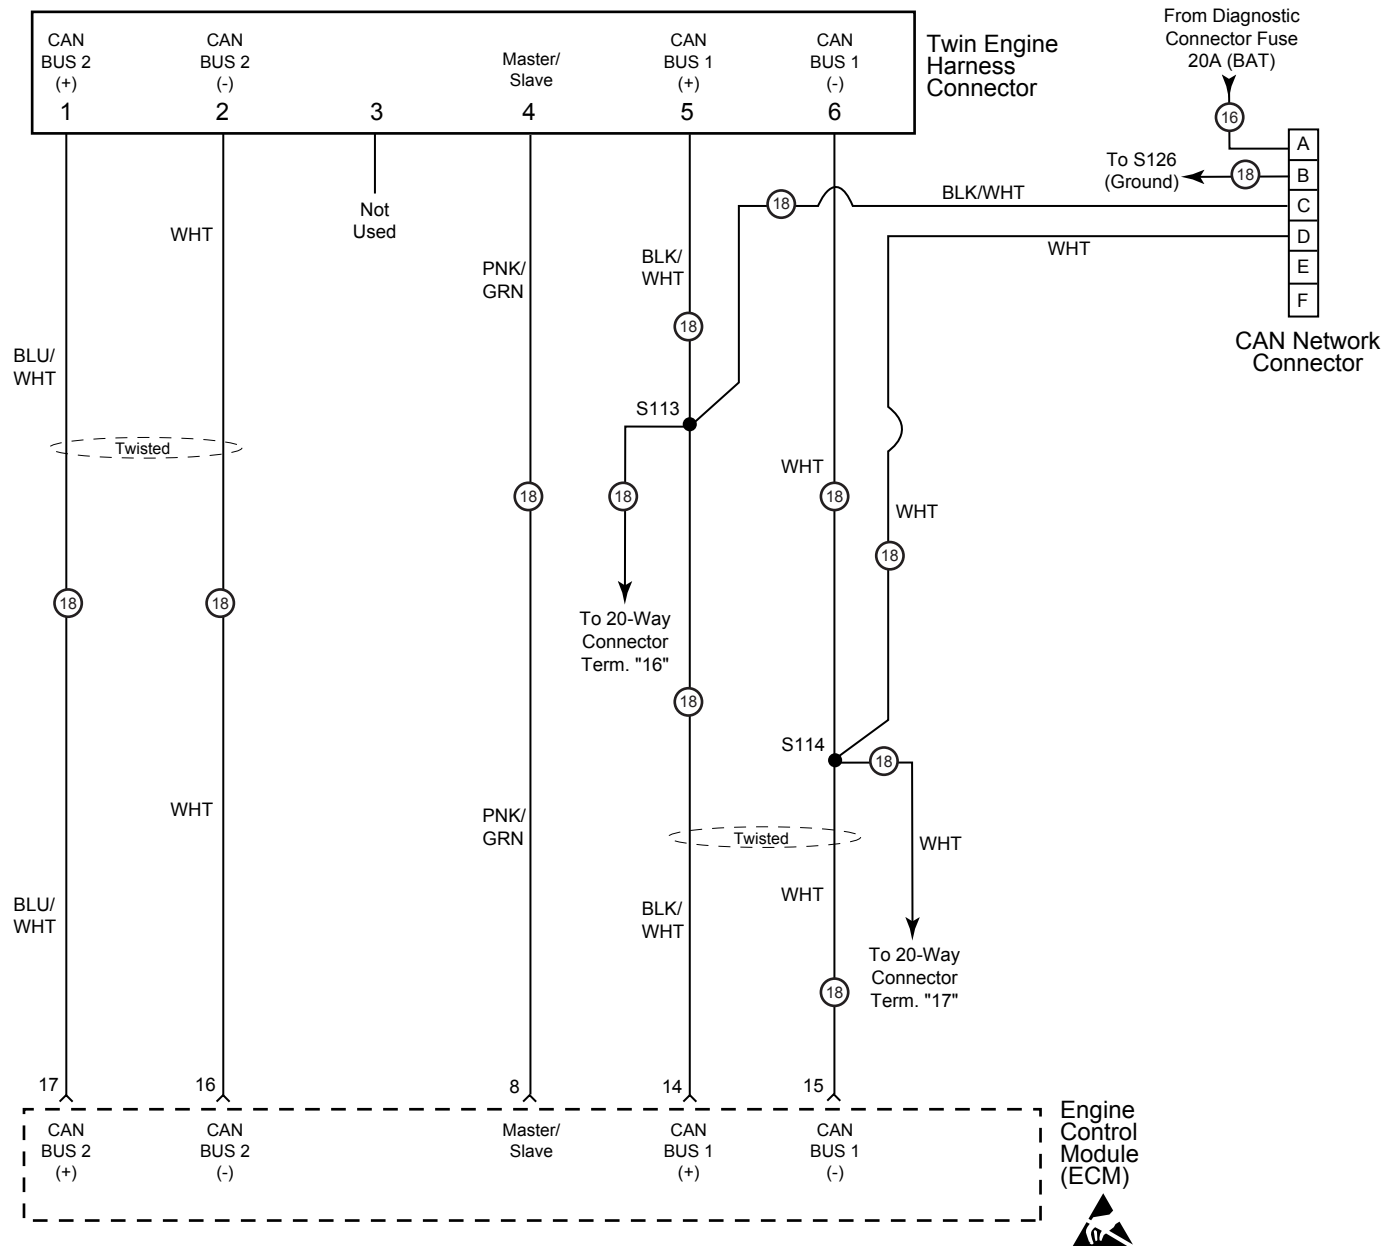 CAN
BUS 2
(+)
1
CAN
BUS 2
(-)
2
3
Master/
Slave
4
CAN
BUS 1
(+)
5
CAN
BUS 1
(-)
6
Twin Engine
Harness
Connector
From Diagnostic
Connector Fuse
20A (BAT)
16
A
To S126
(Ground)
18
B
18
BLK/WHT
C
WHT
D
E
F
CAN Network
Connector
Not
Used
WHT
PNK/
GRN
BLK/
WHT
18
BLU/
WHT
S113
Twisted
WHT
18
18
18
WHT
18
18
18
To 20-Way
Connector
Term. "16"
18
S114
18
WHT
PNK/
GRN
Twisted
WHT
BLU/
WHT
BLK/
WHT
WHT
To 20-Way
Connector
Term. "17"
18
17
16
8
14
15
CAN
BUS 2
(+)
CAN
BUS 2
(-)
Master/
Slave
CAN
BUS 1
(+)
CAN
BUS 1
(-)
Engine
Control
Module
(ECM)